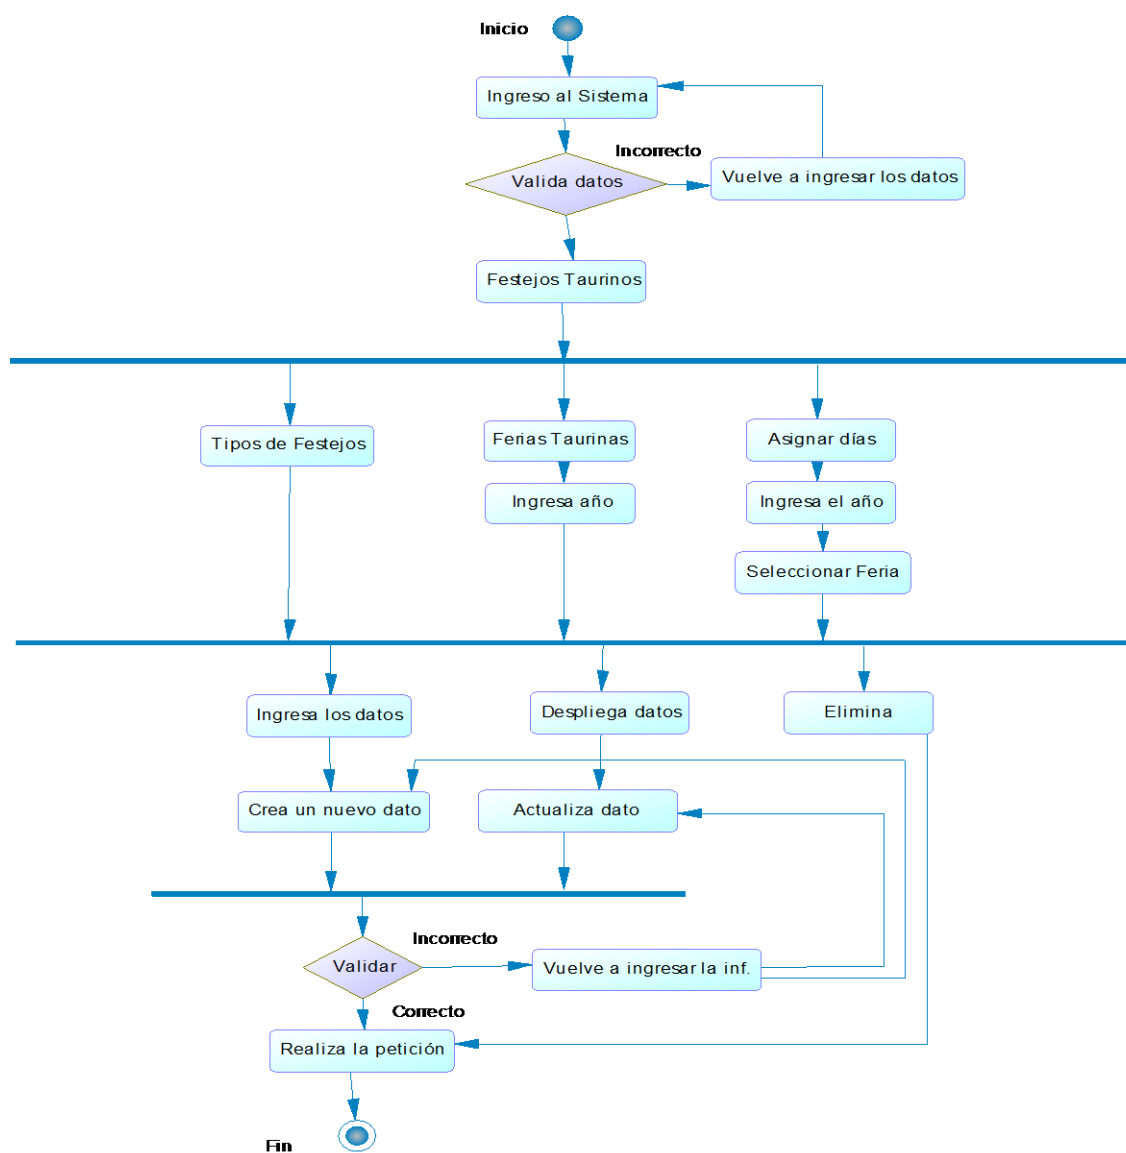 Inicio
Ingreso al Sistema
Incorrecto
Valida datos
Vuelve a ingresar los datos
Festejos Taurinos
Tipos de Festejos
Ferias Taurinas
Asignar días
Ingresa año
Ingresa el año
Seleccionar Feria
Ingresa los datos
Despliega datos
Elimina
Crea un nuevo dato
Actualiza dato
Incorrecto
Validar
Vuelve a ingresar la inf.
Correcto
Realiza la petición
Fin